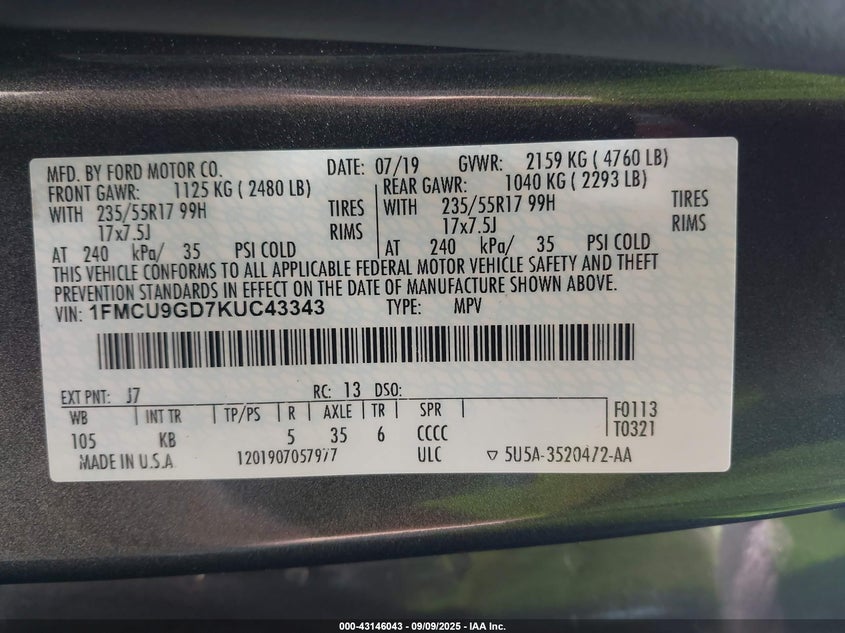 MFD. BY FORD MOTOR CO. DATE: 07/19 GVWR: 2159 KG ( 4760 LB)
FRONT GAWR: 1125 KG ( 2480 LB) REAR GAWR: 1040 KG ( 2293 LB)
WITH 235/55R17 99H TIRES WITH 235/55R17 99H TIRES
17x7.5J RIMS 17x7.5J RIMS
AT 240 kPa/ 35 PSI COLD AT 240 kPa/ 35 PSI COLD
THIS VEHICLE CONFORMS TO ALL APPLICABLE FEDERAL MOTOR VEHICLE SAFETY AND THEFT
PREVENTION STANDARDS IN EFFECT ON THE DATE OF MANUFACTURE SHOWN ABOVE.
VIN: 1FMCU9GD7KUC43343 TYPE: MPV
EXT PNT: J7 RC: 13 DSO:
WB INT TR TP/PS R AXLE TR SPR F0113
105 KB 5 35 6 CCCC T0321
MADE IN U.S.A 1201907057977 ULC ▽ 5U5A-3520472-AA
000-43146043 - 09/09/2025 - IAA Inc.